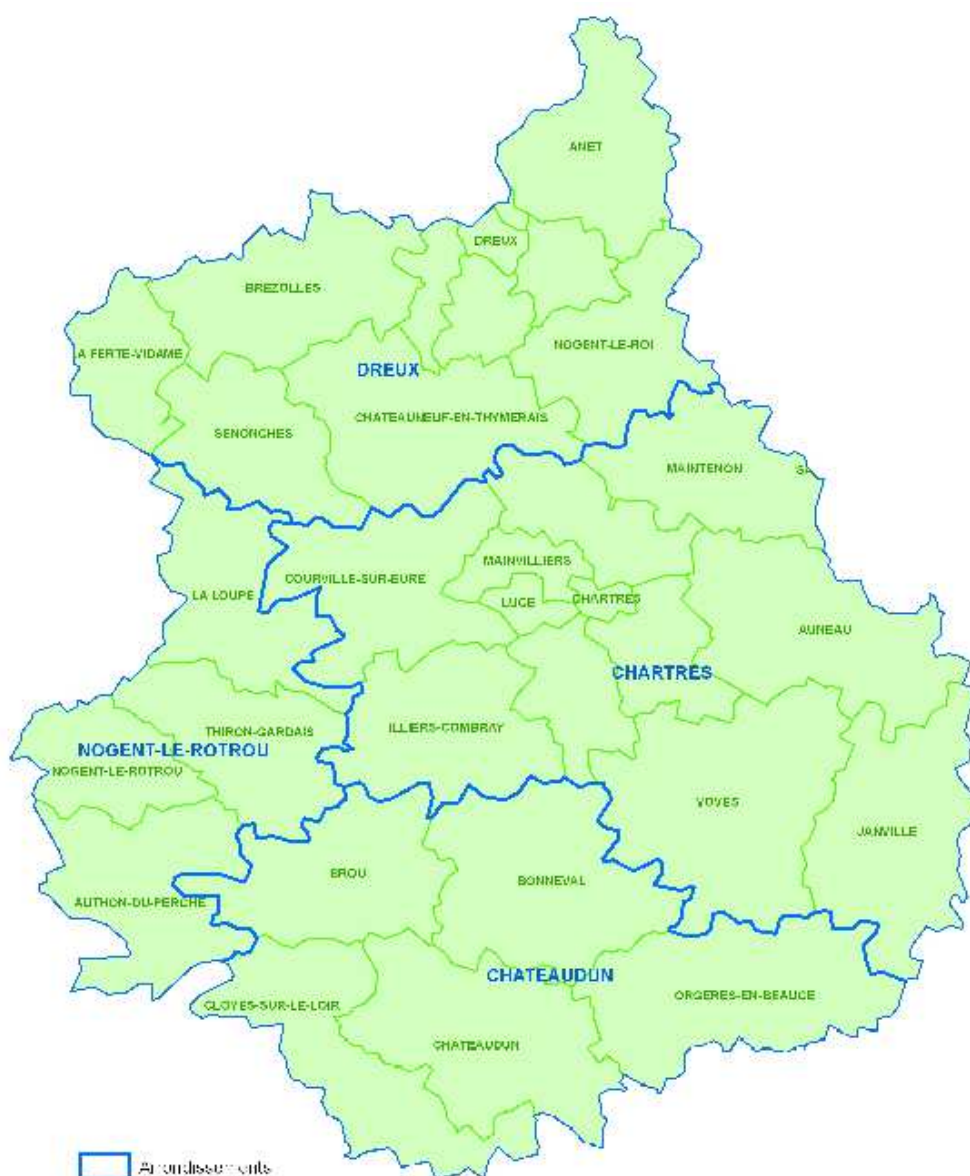 ANET
DREUX
BREZOLLES
A FERTE-VIDAME
NOGENT-LE-ROI
DREUX
CHATEAUNEUF-EN-THYMERAIS
SENONCHES
MAINTENON
MAINVILLIERS
COURVILLE-SUR-EURE
LA LOUPE
LUCE
CHARTRES
AUNEAU
CHARTRES
THIRON-GARDAIS
ILLIERS-COMBRAY
NOGENT-LE-ROTROU
NOGENT-LE-ROTROU
VOVES
JANVILLE
BROU
BONNEVAL
AUTHON-DU-PERCHE
CHATEAUDUN
ORGERES-EN-BEAUCE
CLOYES-SUR-LE-LOIR
CHATEAUDUN
Arrondissements